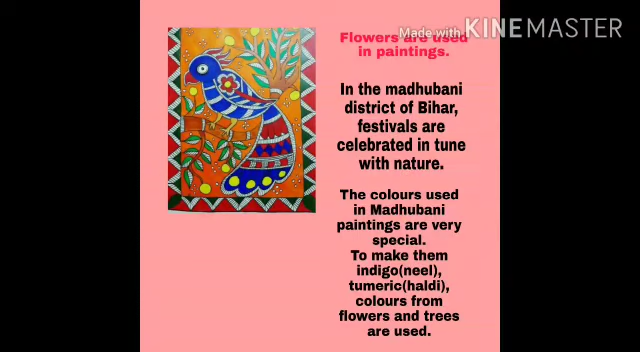 Made with KINEMASTER
Flowers are used
in paintings.
In the madhubani
district of Bihar,
festivals are
celebrated in tune
with nature.
The colours used
in Madhubani
paintings are very
special.
To make them
indigo(neel),
tumeric(haldi),
colours from
flowers and trees
are used.